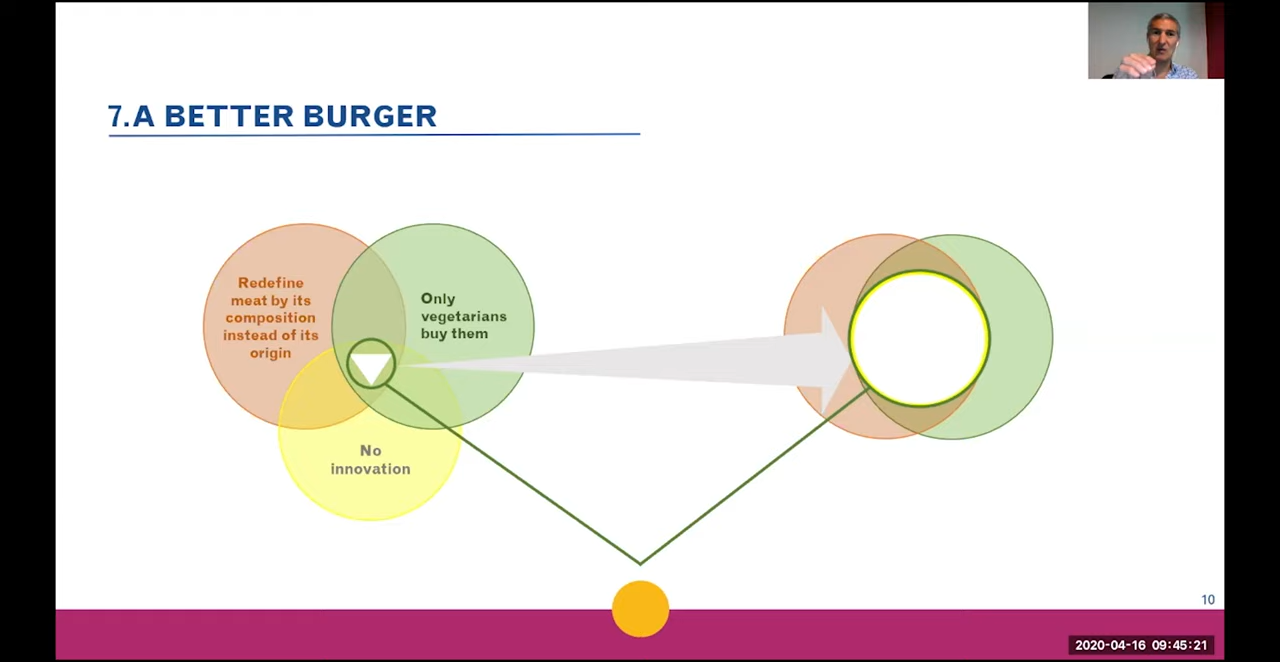 7.A BETTER BURGER
Redefine
meat by its
composition
instead of its
origin
Only
vegetarians
buy them
No
innovation
10
2020-04-16 09:45:21